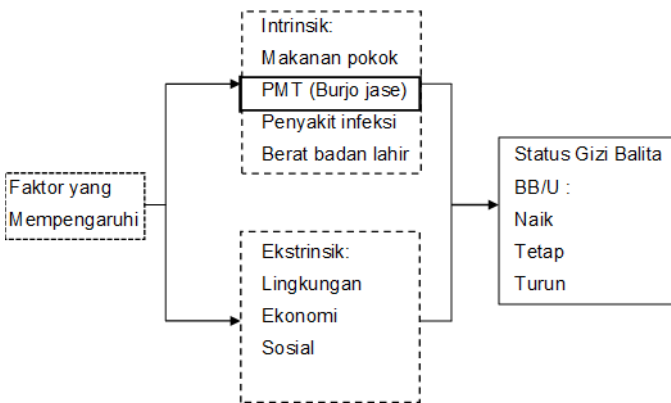 Faktor yang
Mempengaruhi
Intrinsik:
Makanan pokok
PMT (Burjo jase)
Penyakit infeksi
Berat badan lahir
Ekstrinsik:
Lingkungan
Ekonomi
Sosial
Status Gizi Balita
BB/U :
Naik
Tetap
Turun